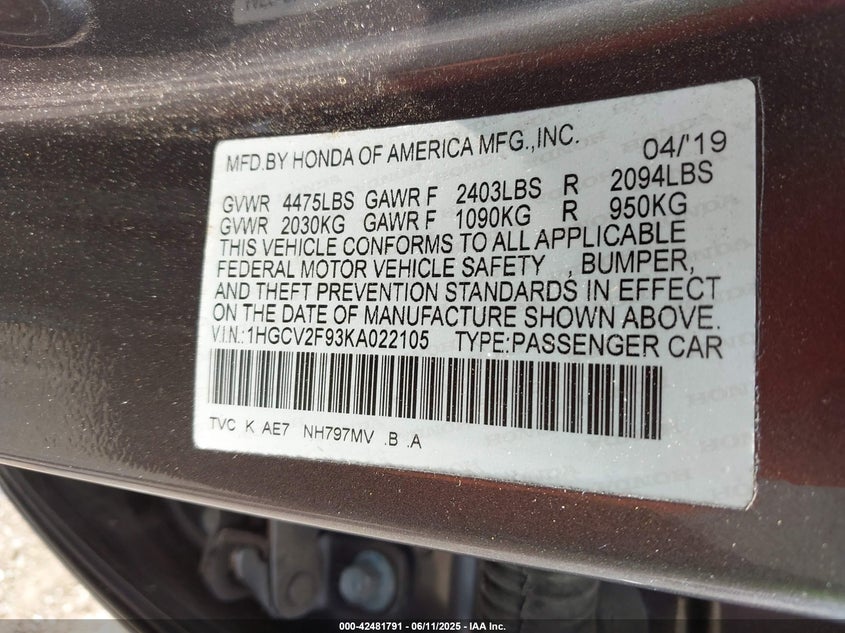 MFD.BY HONDA OF AMERICA MFG.,INC. 04/'19
GVWR 4475LBS GAWR F 2403LBS R 2094LBS
GVWR 2030KG GAWR F 1090KG R 950KG
THIS VEHICLE CONFORMS TO ALL APPLICABLE
FEDERAL MOTOR VEHICLE SAFETY , BUMPER,
AND THEFT PREVENTION STANDARDS IN EFFECT
ON THE DATE OF MANUFACTURE SHOWN ABOVE.
V.I.N.:1HGCV2F93KA022105 TYPE:PASSENGER CAR
TVC K AE7 NH797MV .B .A
000-42481791 - 06/11/2025 - IAA Inc.